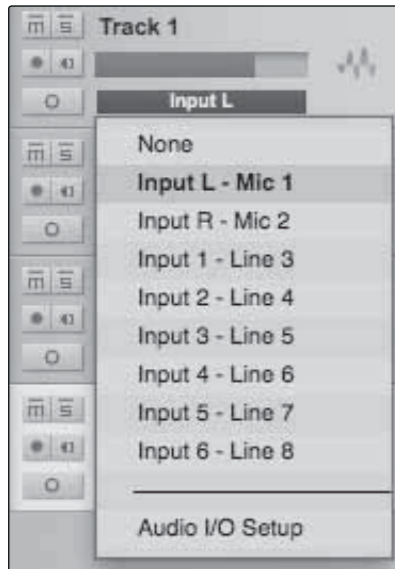 m s Track 1
Input L
None
m s
Input L - Mic 1
Input R - Mic 2
Input 1 - Line 3
m s
Input 2 - Line 4
Input 3 - Line 5
Input 4 - Line 6
m s
Input 5 - Line 7
Input 6 - Line 8
Audio I/O Setup